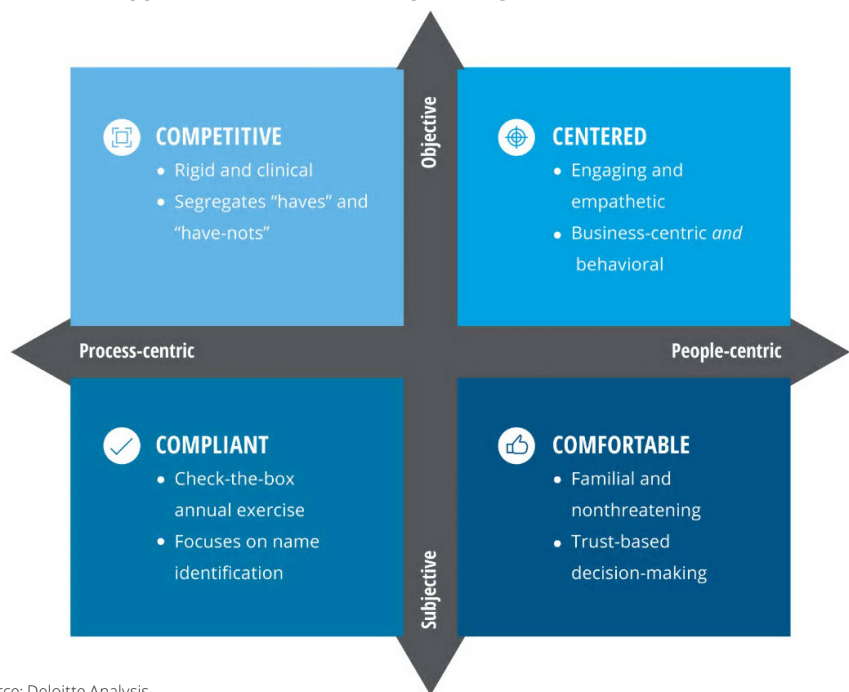 Objective
COMPETITIVE
• Rigid and clinical
• Segregates “haves” and
“have-nots”
CENTERED
• Engaging and
empathetic
• Business-centric and
behavioral
Process-centric
People-centric
COMPLIANT
• Check-the-box
annual exercise
• Focuses on name
identification
COMFORTABLE
• Familial and
nonthreatening
• Trust-based
decision-making
Subjective
Deloitte Analysis